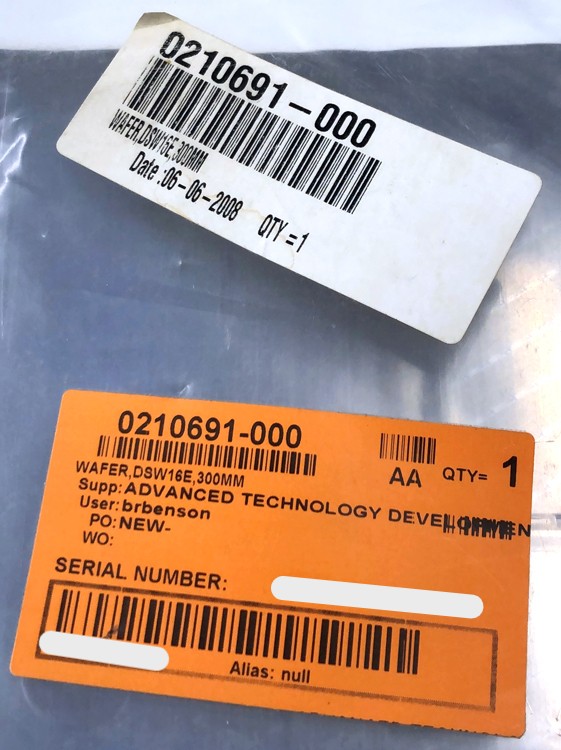 0210691-000
WAFER,DSW16E,300MM
Date :06-06-2008 QTY =1
0210691-000
AA QTY= 1
WAFER,DSW16E,300MM
Supp: ADVANCED TECHNOLOGY
User: brbenson
PO: NEW-
WO:
SERIAL NUMBER:
Alias: null